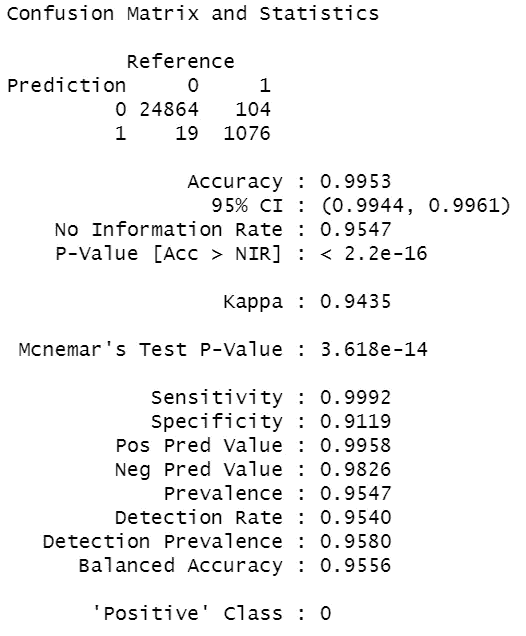 Confusion Matrix and Statistics
Reference
Prediction 0 1
0 24864 104
1 19 1076
Accuracy : 0.9953
95% CI : (0.9944, 0.9961)
No Information Rate : 0.9547
P-Value [Acc > NIR] : < 2.2e-16
Kappa : 0.9435
Mcnemar's Test P-Value : 3.618e-14
Sensitivity : 0.9992
Specificity : 0.9119
Pos Pred Value : 0.9958
Neg Pred Value : 0.9826
Prevalence : 0.9547
Detection Rate : 0.9540
Detection Prevalence : 0.9580
Balanced Accuracy : 0.9556
'Positive' Class : 0